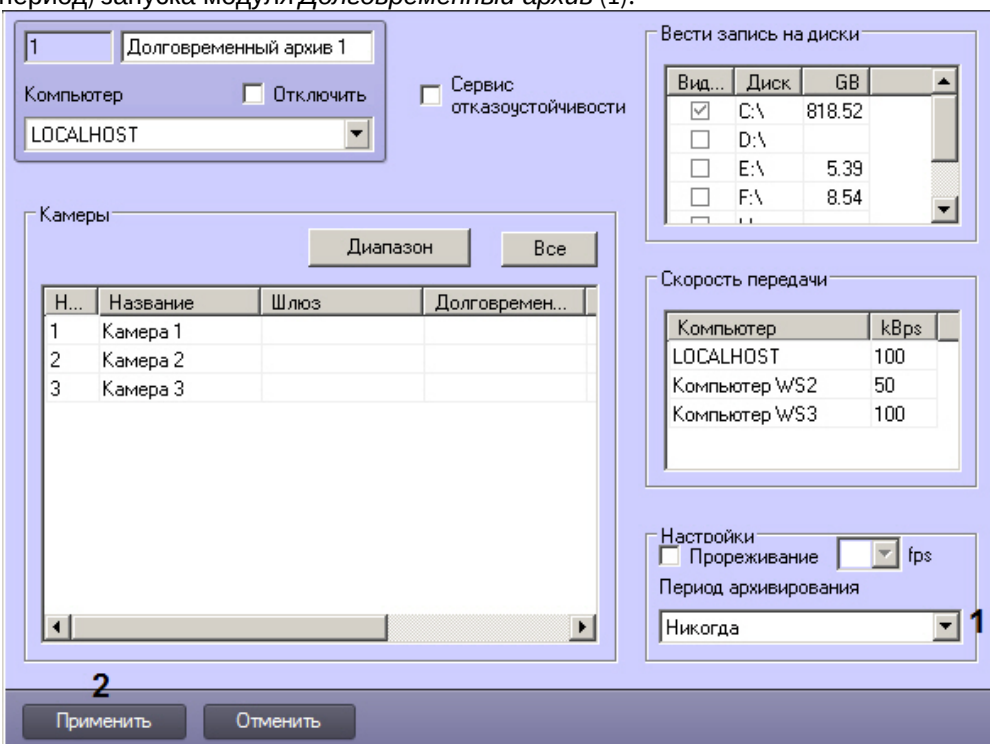 период) запуска модуля Долговременный архив (1).
1 Долговременный архив 1
Компьютер Отключить
LOCALHOST
Сервис
отказоустойчивости
Вести запись на диски
Вид... Диск GB
C:\ 818.52
D:\
E:\ 5.39
F:\ 8.54
Камеры
Диапазон Все
Н... Название Шлюз Долговремен...
1 Камера 1
2 Камера 2
3 Камера 3
Скорость передачи
Компьютер kBps
LOCALHOST 100
Компьютер WS2 50
Компьютер WS3 100
Настройки
Прореживание fps
Период архивирования
Никогда 1
2
Применить Отменить